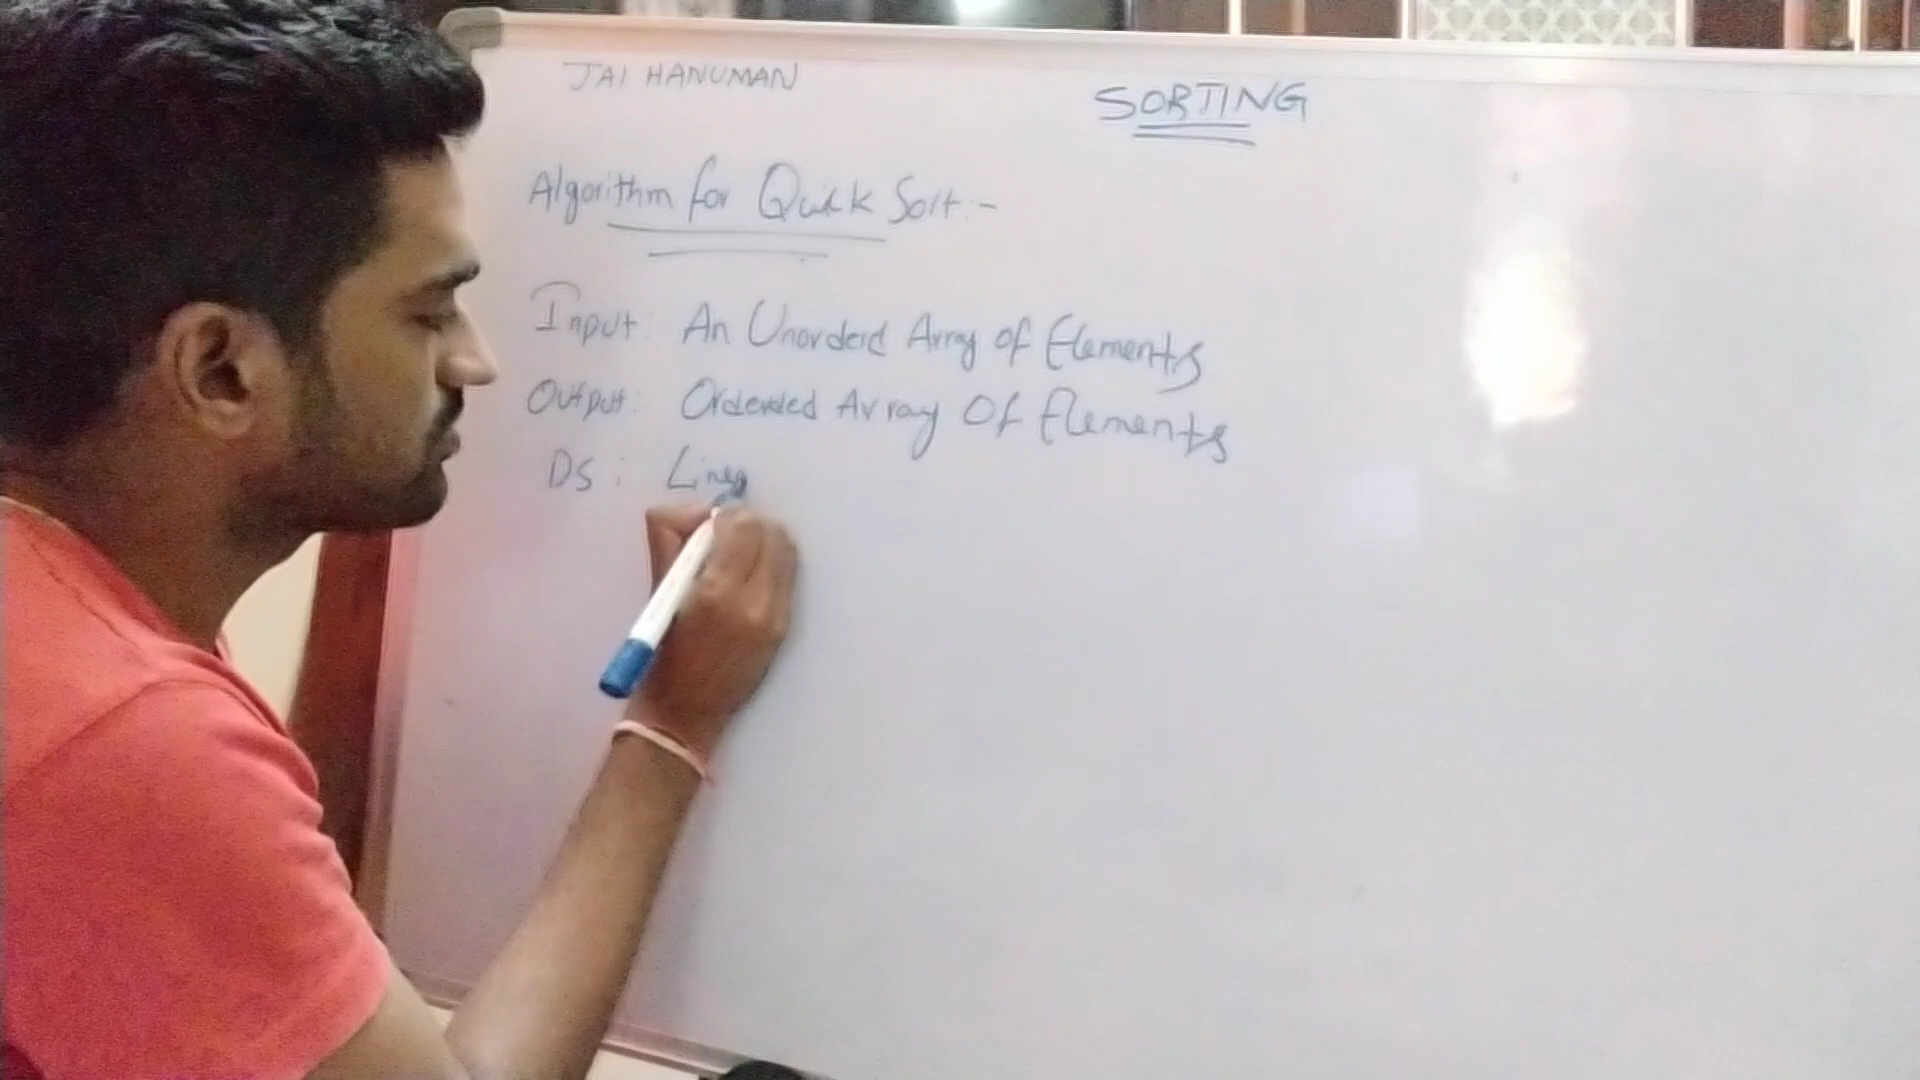 JAI HANUMAN
SORTING
Algorithm for Quick Sort:-
Input: An Unorderd Array of Elements
Output: Orderded Array Of Elements
DS: Linea